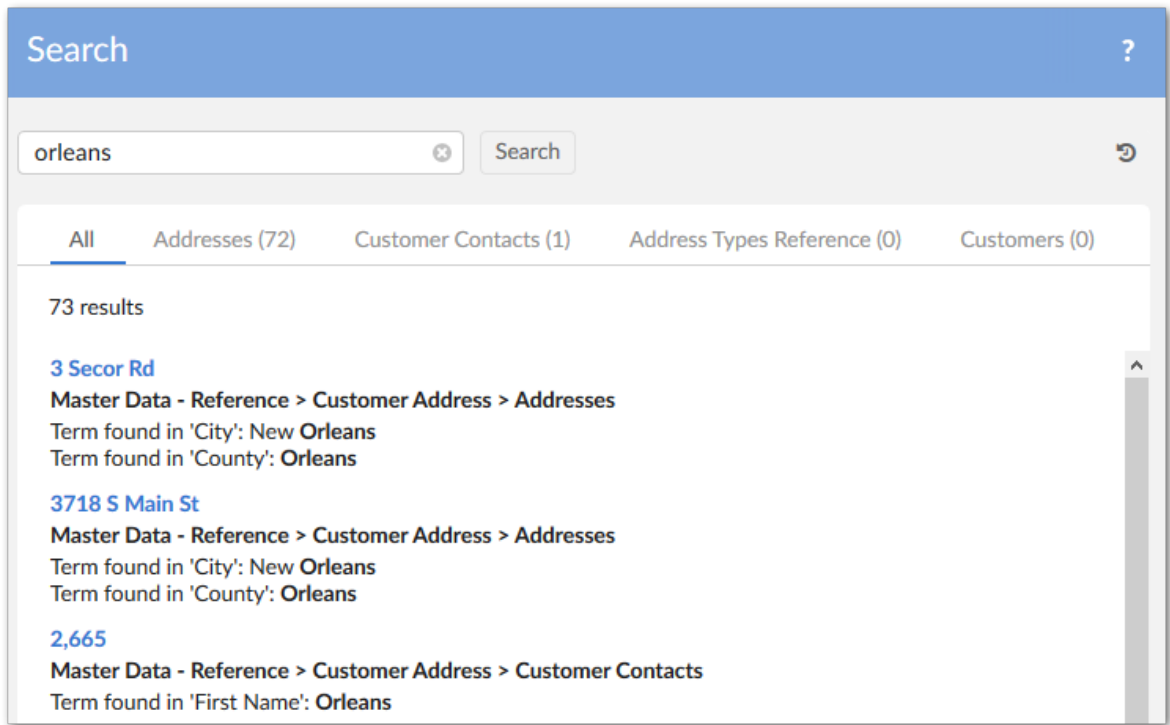 Search
?
orleans
Search
All Addresses (72) Customer Contacts (1) Address Types Reference (0) Customers (0)
73 results
3 Secor Rd
Master Data - Reference > Customer Address > Addresses
Term found in 'City': New Orleans
Term found in 'County': Orleans
3718 S Main St
Master Data - Reference > Customer Address > Addresses
Term found in 'City': New Orleans
Term found in 'County': Orleans
2,665
Master Data - Reference > Customer Address > Customer Contacts
Term found in 'First Name': Orleans